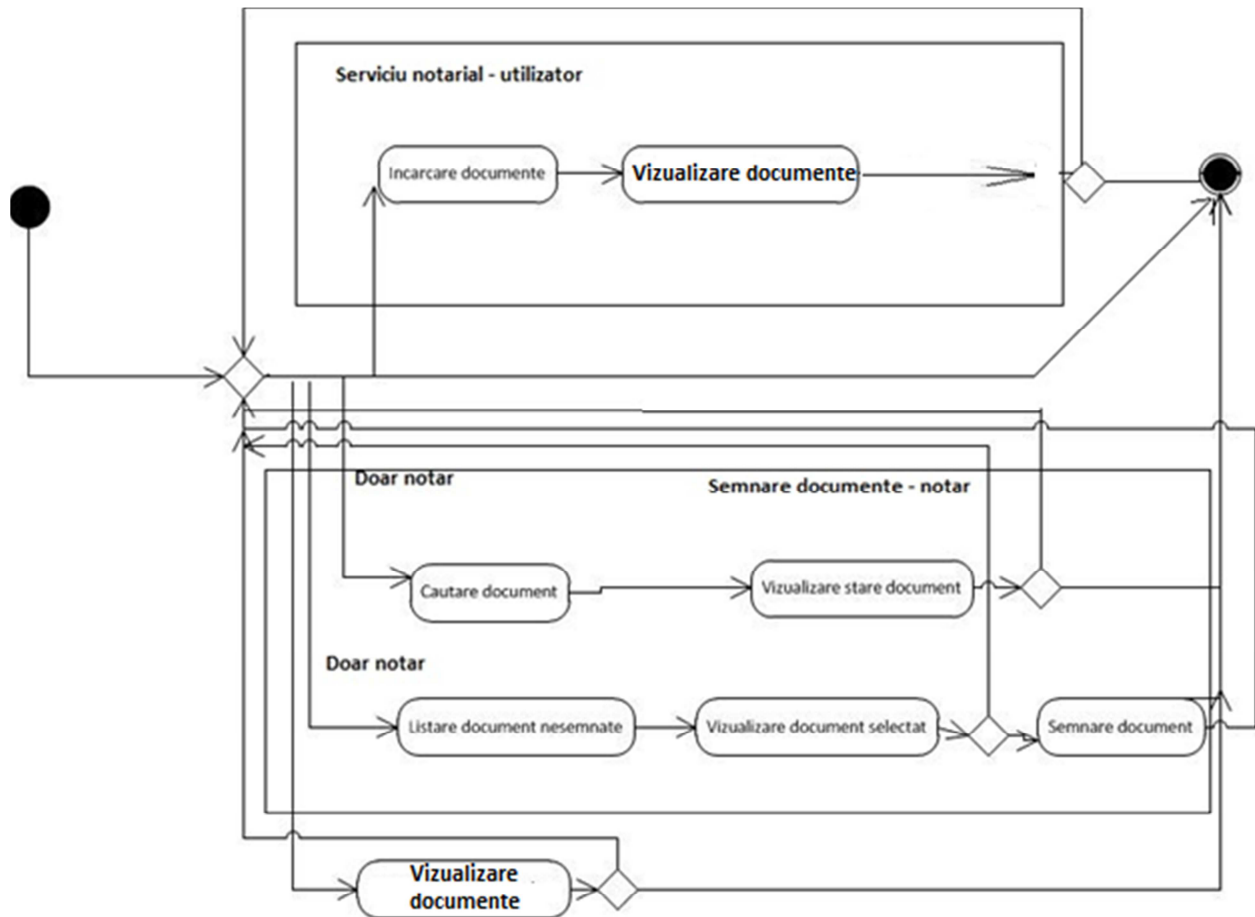 Serviciu notarial - utilizator
Incarcare documente
Vizualizare documente
Doar notar
Semnare documente - notar
Cautare document
Vizualizare stare document
Doar notar
Listare document nesemnate
Vizualizare document selectat
Semnare document
Vizualizare
documente